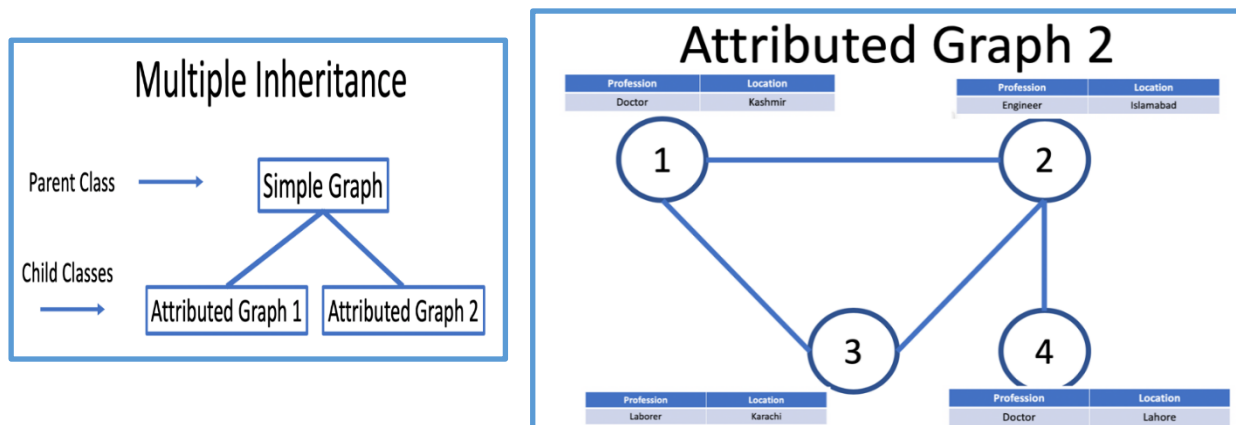 Multiple Inheritance
Parent Class
Simple Graph
Child Classes
Attributed Graph 1
Attributed Graph 2
Attributed Graph 2
Profession Location
Doctor Kashmir
Profession Location
Engineer Islamabad
1
2
3
4
Profession Location
Laborer Karachi
Profession Location
Doctor Lahore